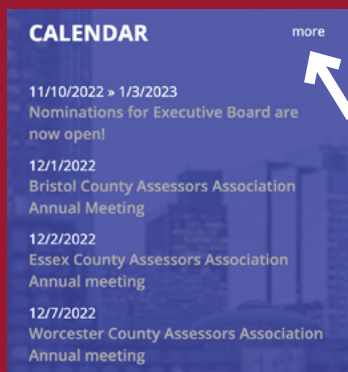 CALENDAR more
11/10/2022 » 1/3/2023
Nominations for Executive Board are
now open!
12/1/2022
Bristol County Assessors Association
Annual Meeting
12/2/2022
Essex County Assessors Association
Annual meeting
12/7/2022
Worcester County Assessors Association
Annual meeting